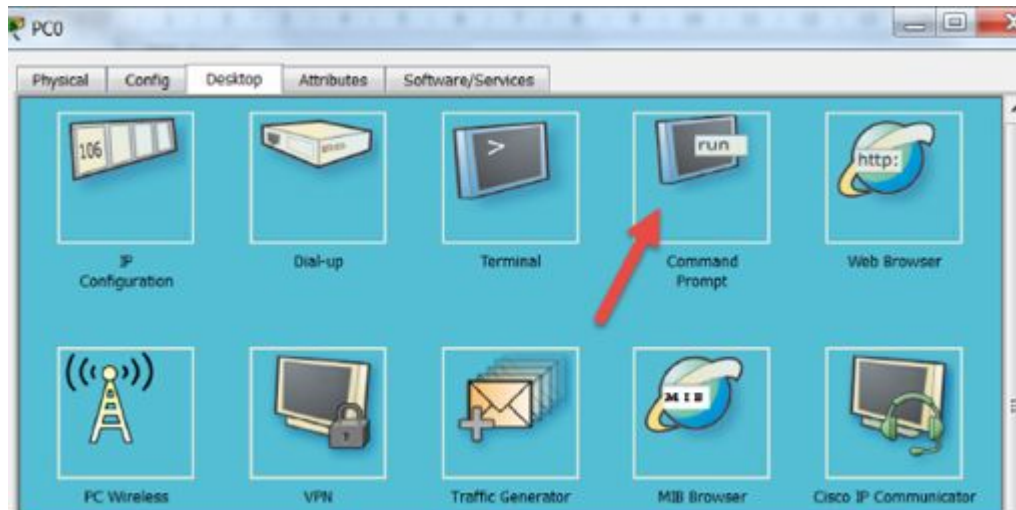 PC0
Physical Config Desktop Attributes Software/Services
106
>
run
http:
IP
Configuration
Dial-up
Terminal
Command
Prompt
Web Browser
MIB
PC Wireless
VPN
Traffic Generator
MIB Browser
Cisco IP Communicator